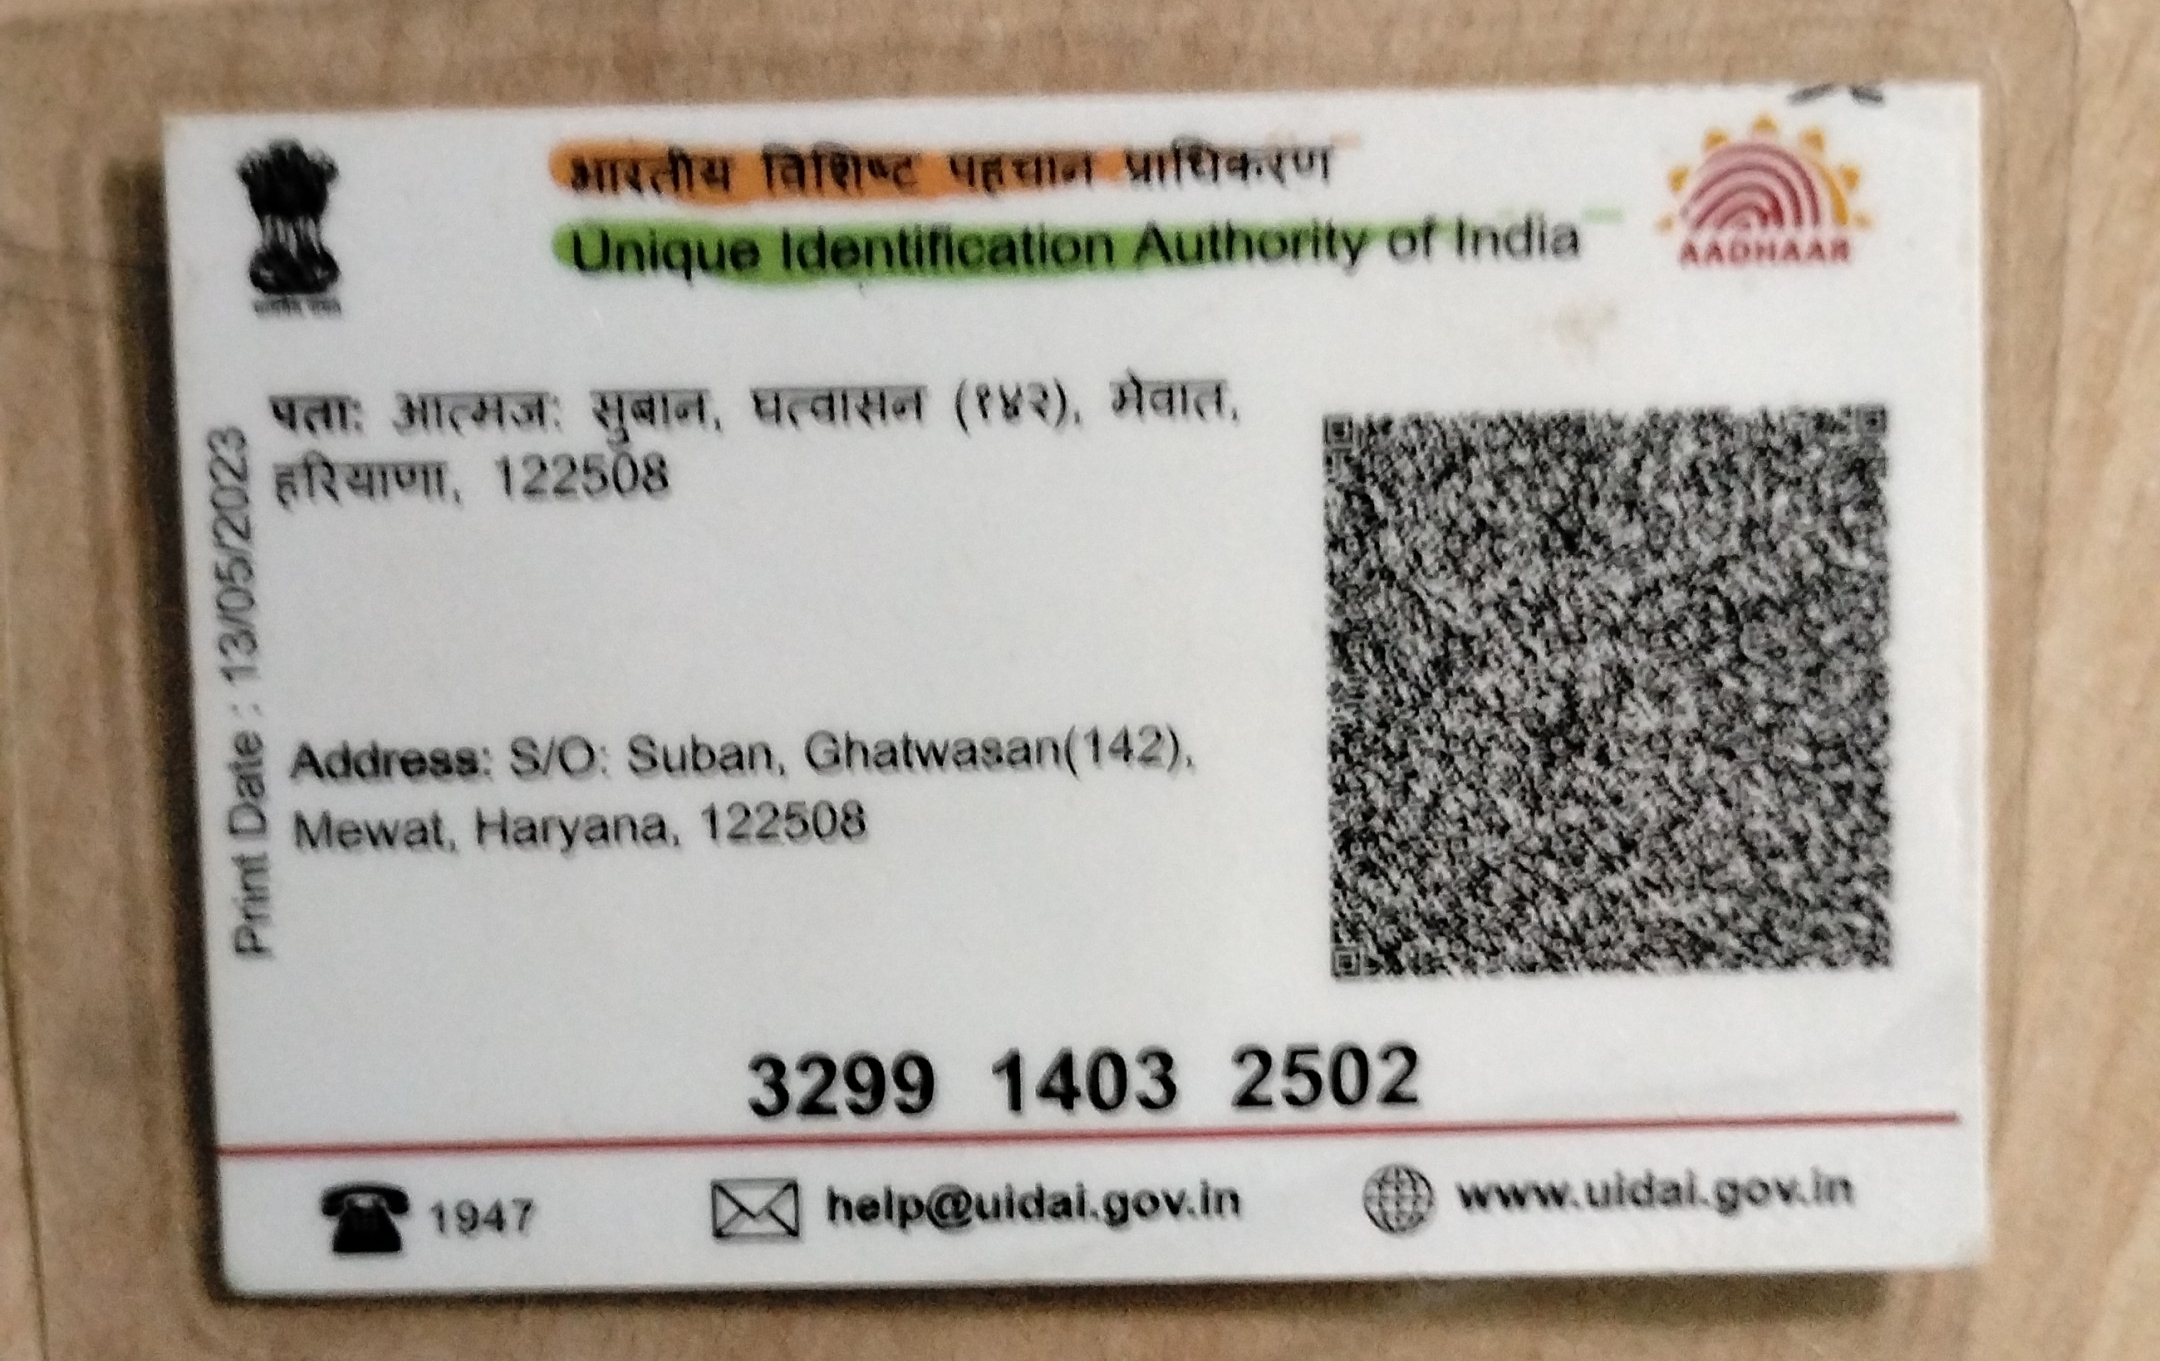 भारतीय विशिष्ट पहचान प्राधिकरण
Unique Identification Authority of India
AADHAAR
पता: आत्मज: सुबान, घत्वासन (१४२), मेवात,
हरियाणा, 122508
Print Date : 13/05/2023
Address: S/O: Suban, Ghatwasan(142),
Mewat, Haryana, 122508
3299 1403 2502
1947
help@uidai.gov.in
www.uidai.gov.in